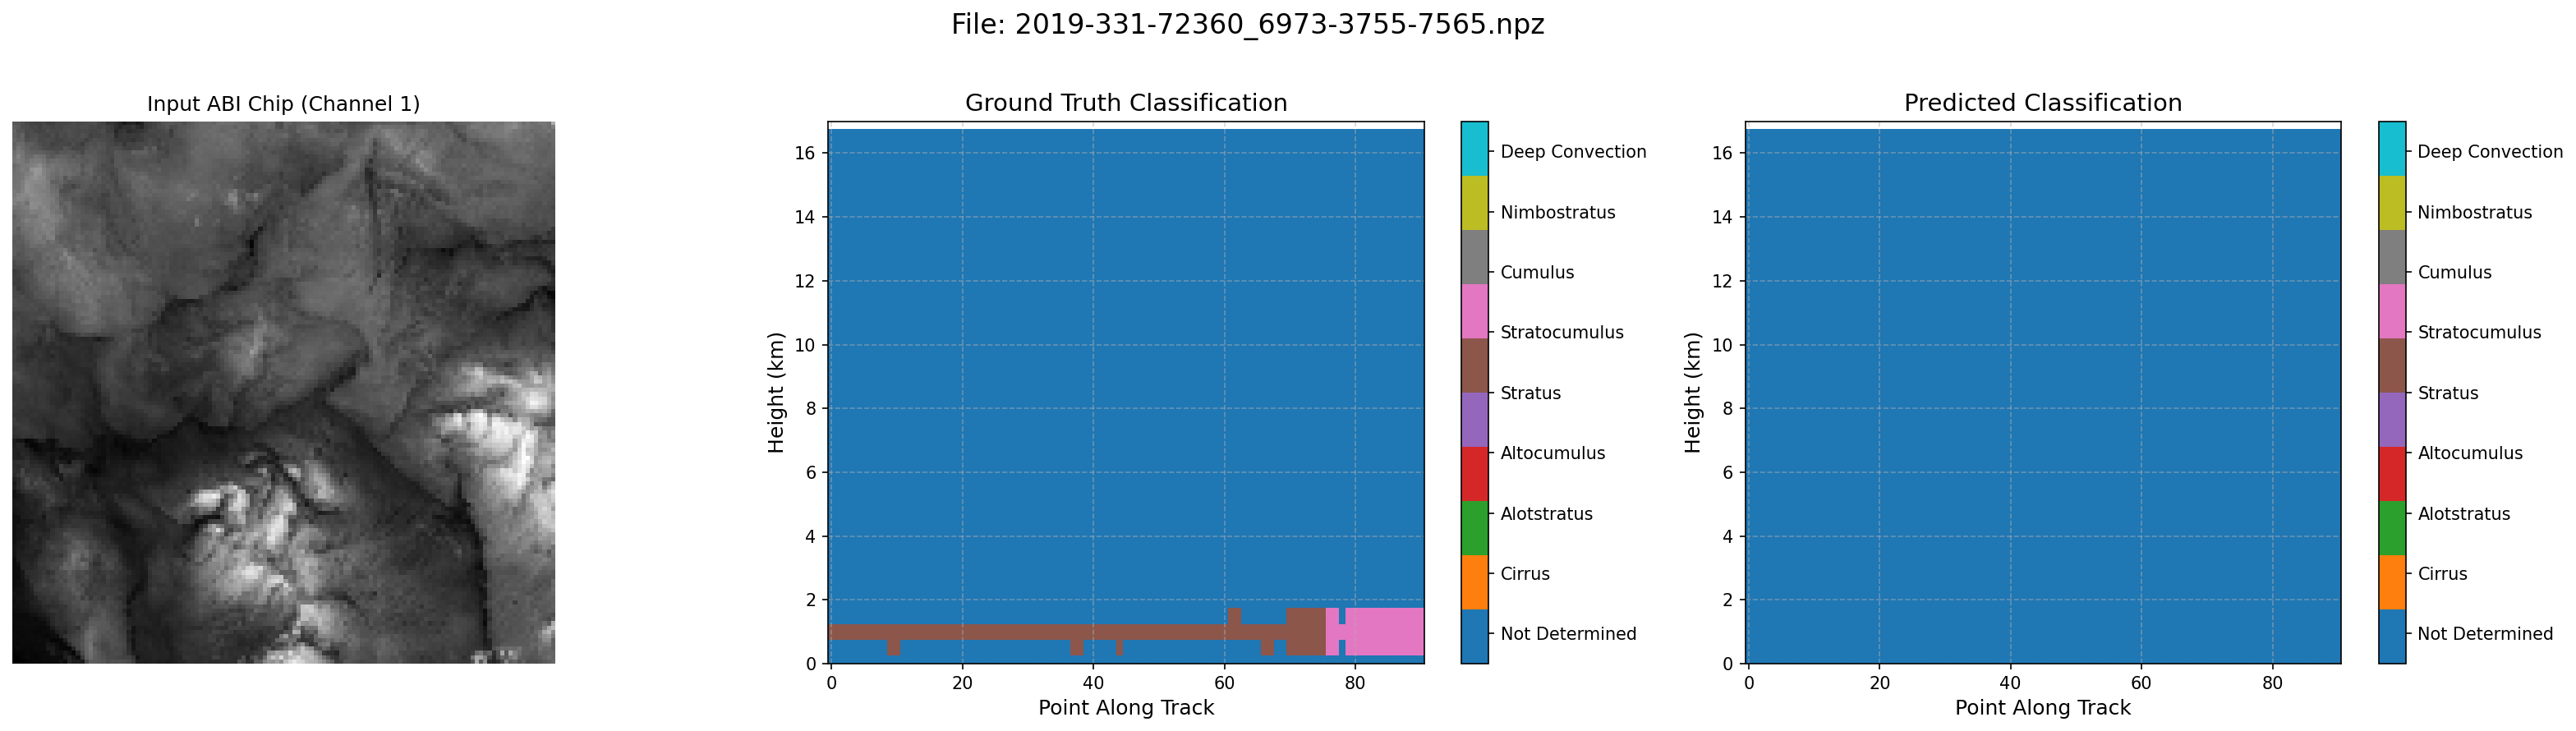 File: 2019-331-72360_6973-3755-7565.npz
Input ABI Chip (Channel 1)
Ground Truth Classification
Height (km)
16
14
12
10
8
6
4
2
0
0 20 40 60 80
Point Along Track
Deep Convection
Nimbostratus
Cumulus
Stratocumulus
Stratus
Altocumulus
Alotstratus
Cirrus
Not Determined
Predicted Classification
Height (km)
16
14
12
10
8
6
4
2
0
0 20 40 60 80
Point Along Track
Deep Convection
Nimbostratus
Cumulus
Stratocumulus
Stratus
Altocumulus
Alotstratus
Cirrus
Not Determined